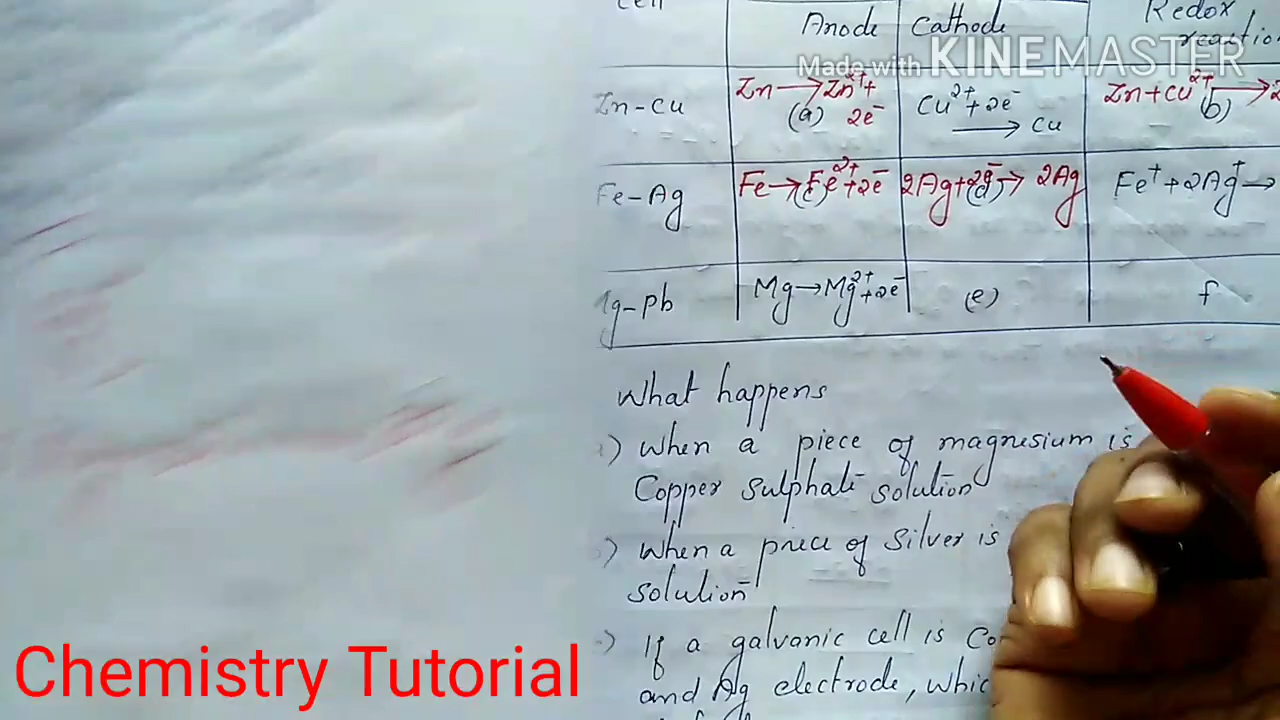 Cell
Anode
Cathode
Redox
reaction
Made with KINEMASTER
Zn-Cu
Zn → Zn²⁺+
(a) 2e⁻
Cu²⁺+2e⁻
→ Cu
Zn+Cu²⁺ →
b)
Fe-Ag
Fe → Fe²⁺+2e⁻
(c)
2Ag+2e⁻ → 2Ag
(d)
Fe⁺+2Ag⁺ →
Mg-Pb
Mg → Mg²⁺+2e⁻
(e)
f
What happens
) When a piece of magnesium is
Copper sulphate solution
) When a piece of silver is
solution
) If a galvanic cell is
and Ag electrode,
Chemistry Tutorial